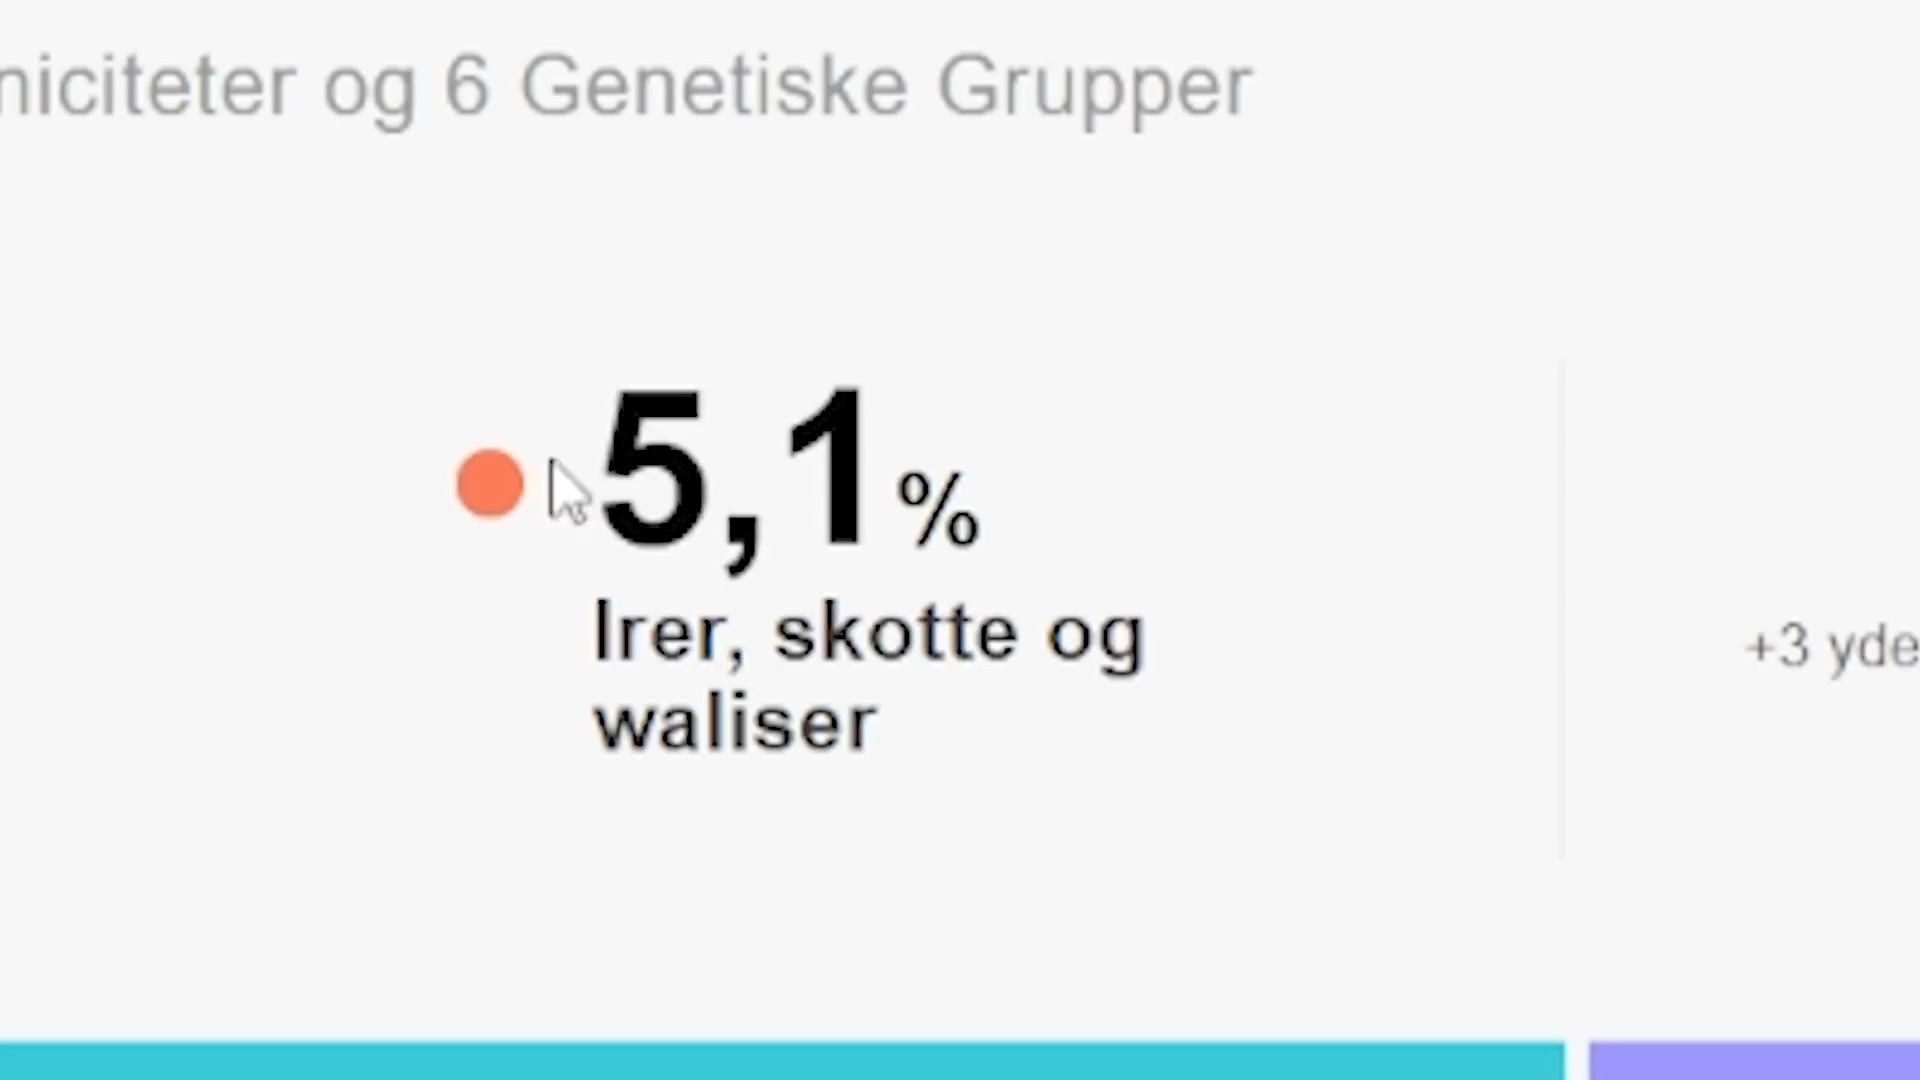 niciteter og 6 Genetiske Grupper
5,1%
Irer, skotte og
waliser
+3 yde